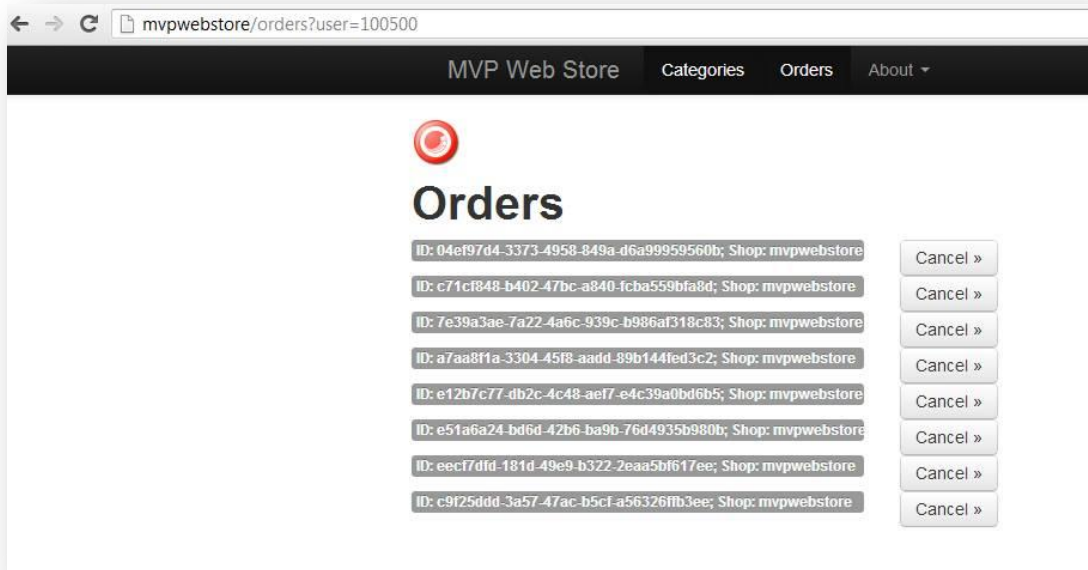 mvpwebstore/orders?user=100500
MVP Web Store Categories Orders About
Orders
ID: 04ef97d4-3373-4958-849a-d6a99959560b; Shop: mvpwebstore Cancel »
ID: c71cf848-b402-47bc-a840-fcba559bfa8d; Shop: mvpwebstore Cancel »
ID: 7e39a3ae-7a22-4a6c-939c-b986af318c83; Shop: mvpwebstore Cancel »
ID: a7aa8f1a-3304-45f8-aadd-89b144fed3c2; Shop: mvpwebstore Cancel »
ID: e12b7c77-db2c-4c48-aef7-e4c39a0bd6b5; Shop: mvpwebstore Cancel »
ID: e51a6a24-bd6d-42b6-ba9b-76d4935b980b; Shop: mvpwebstore Cancel »
ID: eecf7dfd-181d-49e9-b322-2eaa5bf617ee; Shop: mvpwebstore Cancel »
ID: c9f25ddd-3a57-47ac-b5cf-a56326ffb3ee; Shop: mvpwebstore Cancel »